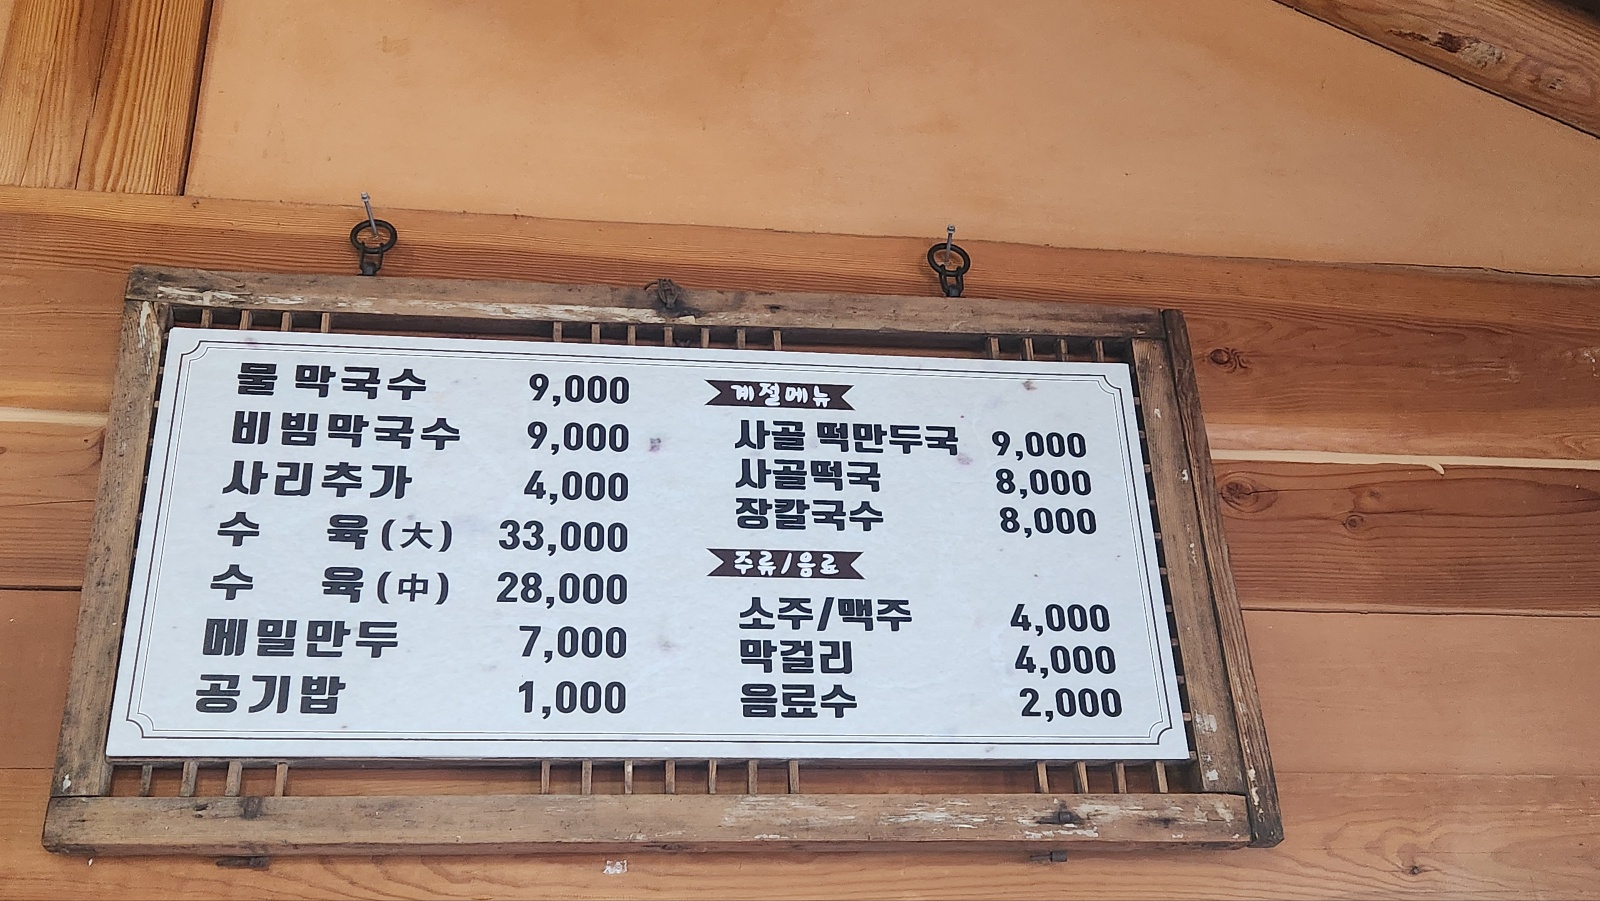 물 막국수 9,000
비빔막국수 9,000
사리추가 4,000
수 육(大) 33,000
수 육(中) 28,000
메밀만두 7,000
공기밥 1,000
계절메뉴
사골 떡만두국 9,000
사골떡국 8,000
장칼국수 8,000
주류/음료
소주/맥주 4,000
막걸리 4,000
음료수 2,000